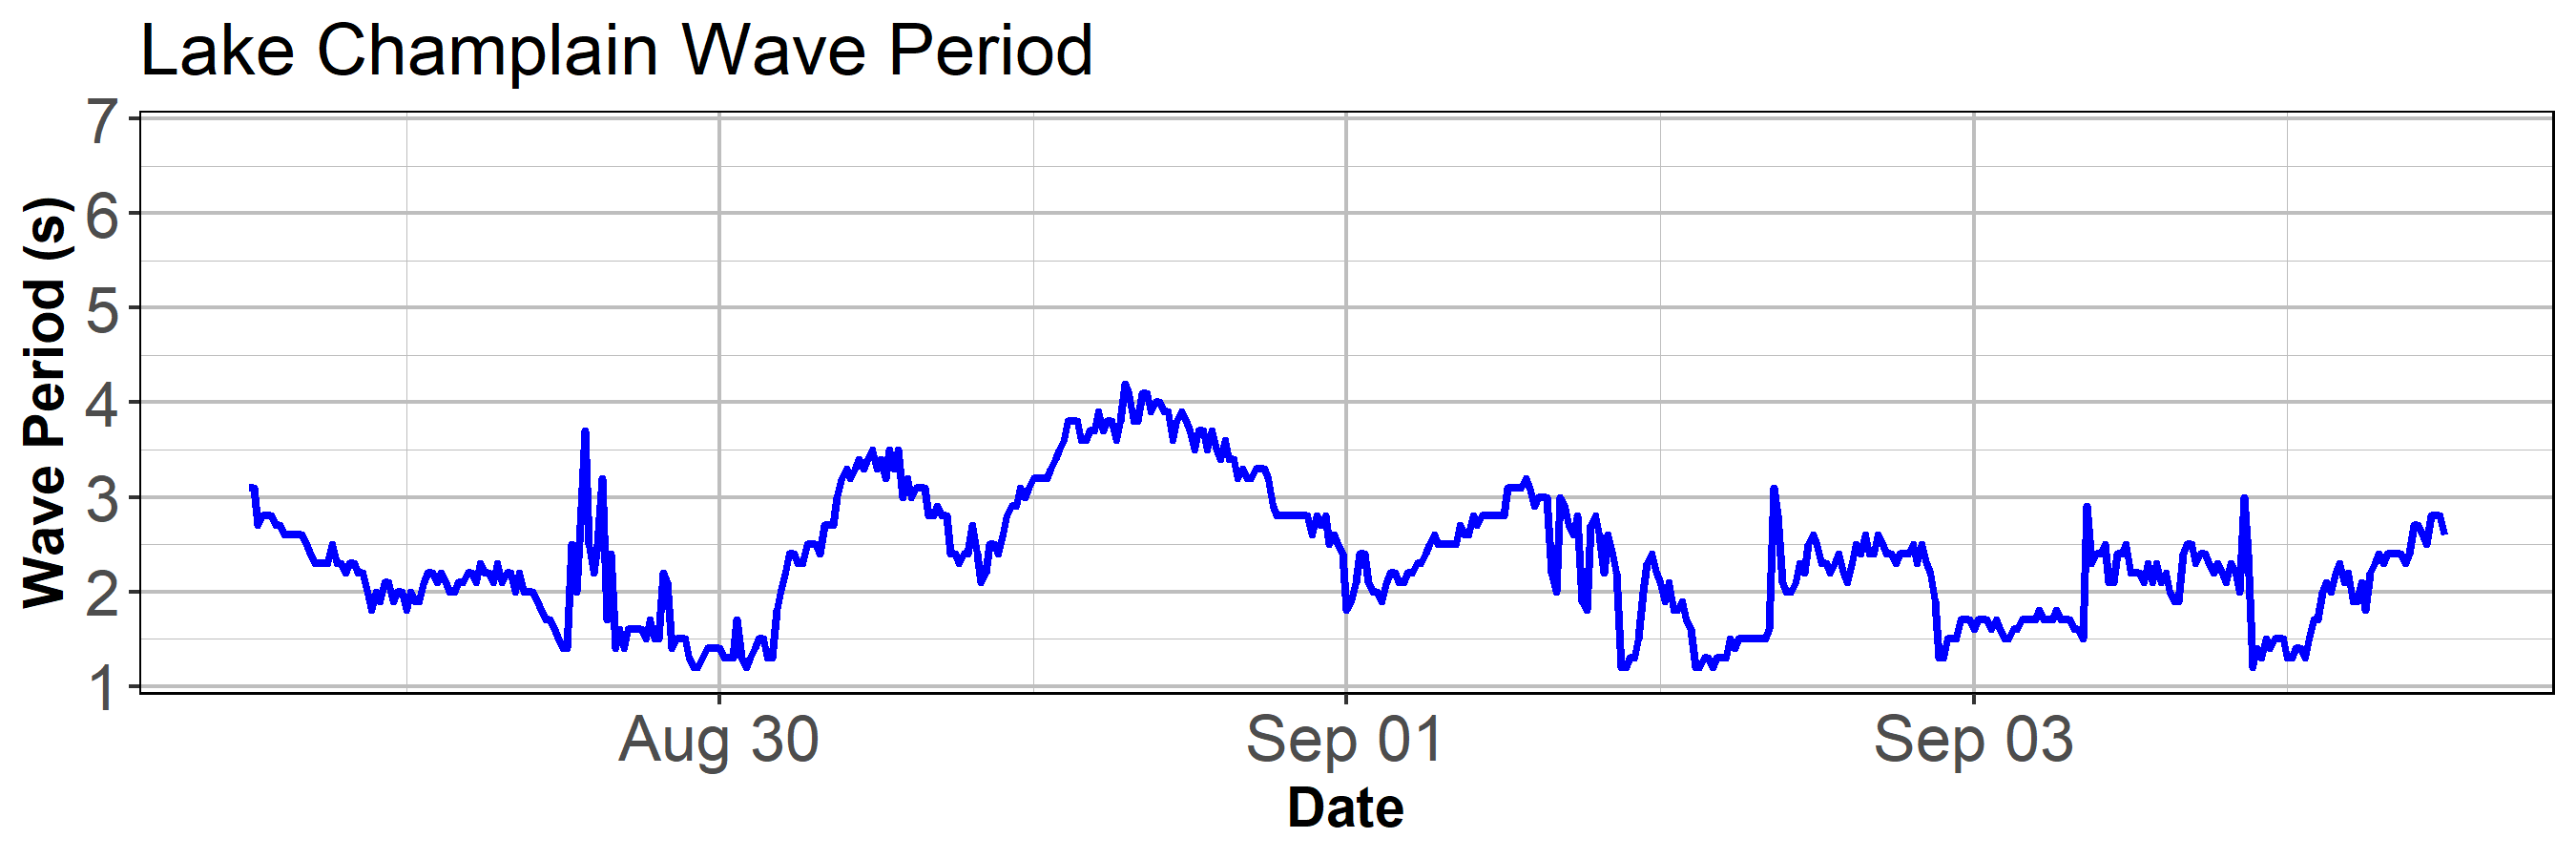 Lake Champlain Wave Period
Wave Period (s)
7
6
5
4
3
2
1
Aug 30
Sep 01
Sep 03
Date